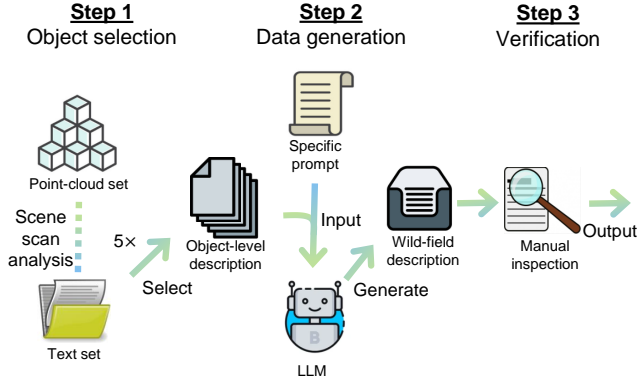 Step 1
Object selection
Step 2
Data generation
Step 3
Verification
Point-cloud set
Scene
scan
analysis
Text set
5×
Select
Object-level
description
Specific
prompt
Input
B
LLM
Generate
Wild-field
description
Manual
inspection
Output